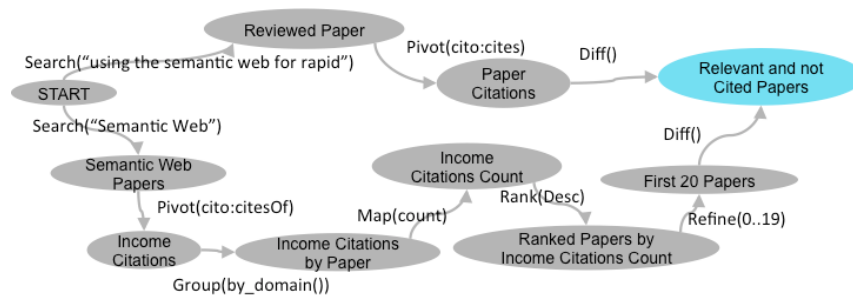 Reviewed Paper
Search("using the semantic web for rapid")
Pivot(cito:cites)
Diff()
Paper
Citations
Relevant and not
Cited Papers
START
Search("Semantic Web")
Diff()
Semantic Web
Papers
Income
Citations Count
First 20 Papers
Pivot(cito:citesOf)
Map(count)
Rank(Desc)
Refine(0..19)
Income
Citations
Income Citations
by Paper
Ranked Papers by
Income Citations Count
Group(by_domain())